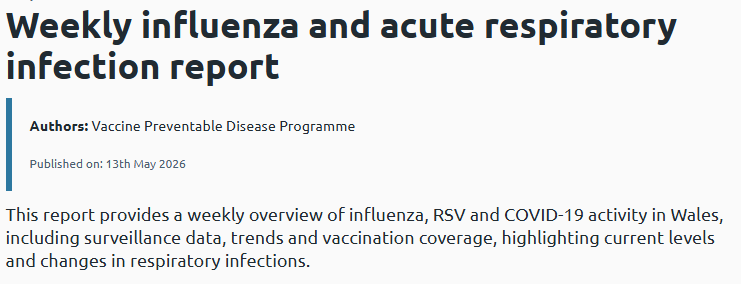 Weekly influenza and acute respiratory
infection report
Authors: Vaccine Preventable Disease Programme
Published on: 13th May 2026
This report provides a weekly overview of influenza, RSV and COVID-19 activity in Wales,
including surveillance data, trends and vaccination coverage, highlighting current levels
and changes in respiratory infections.